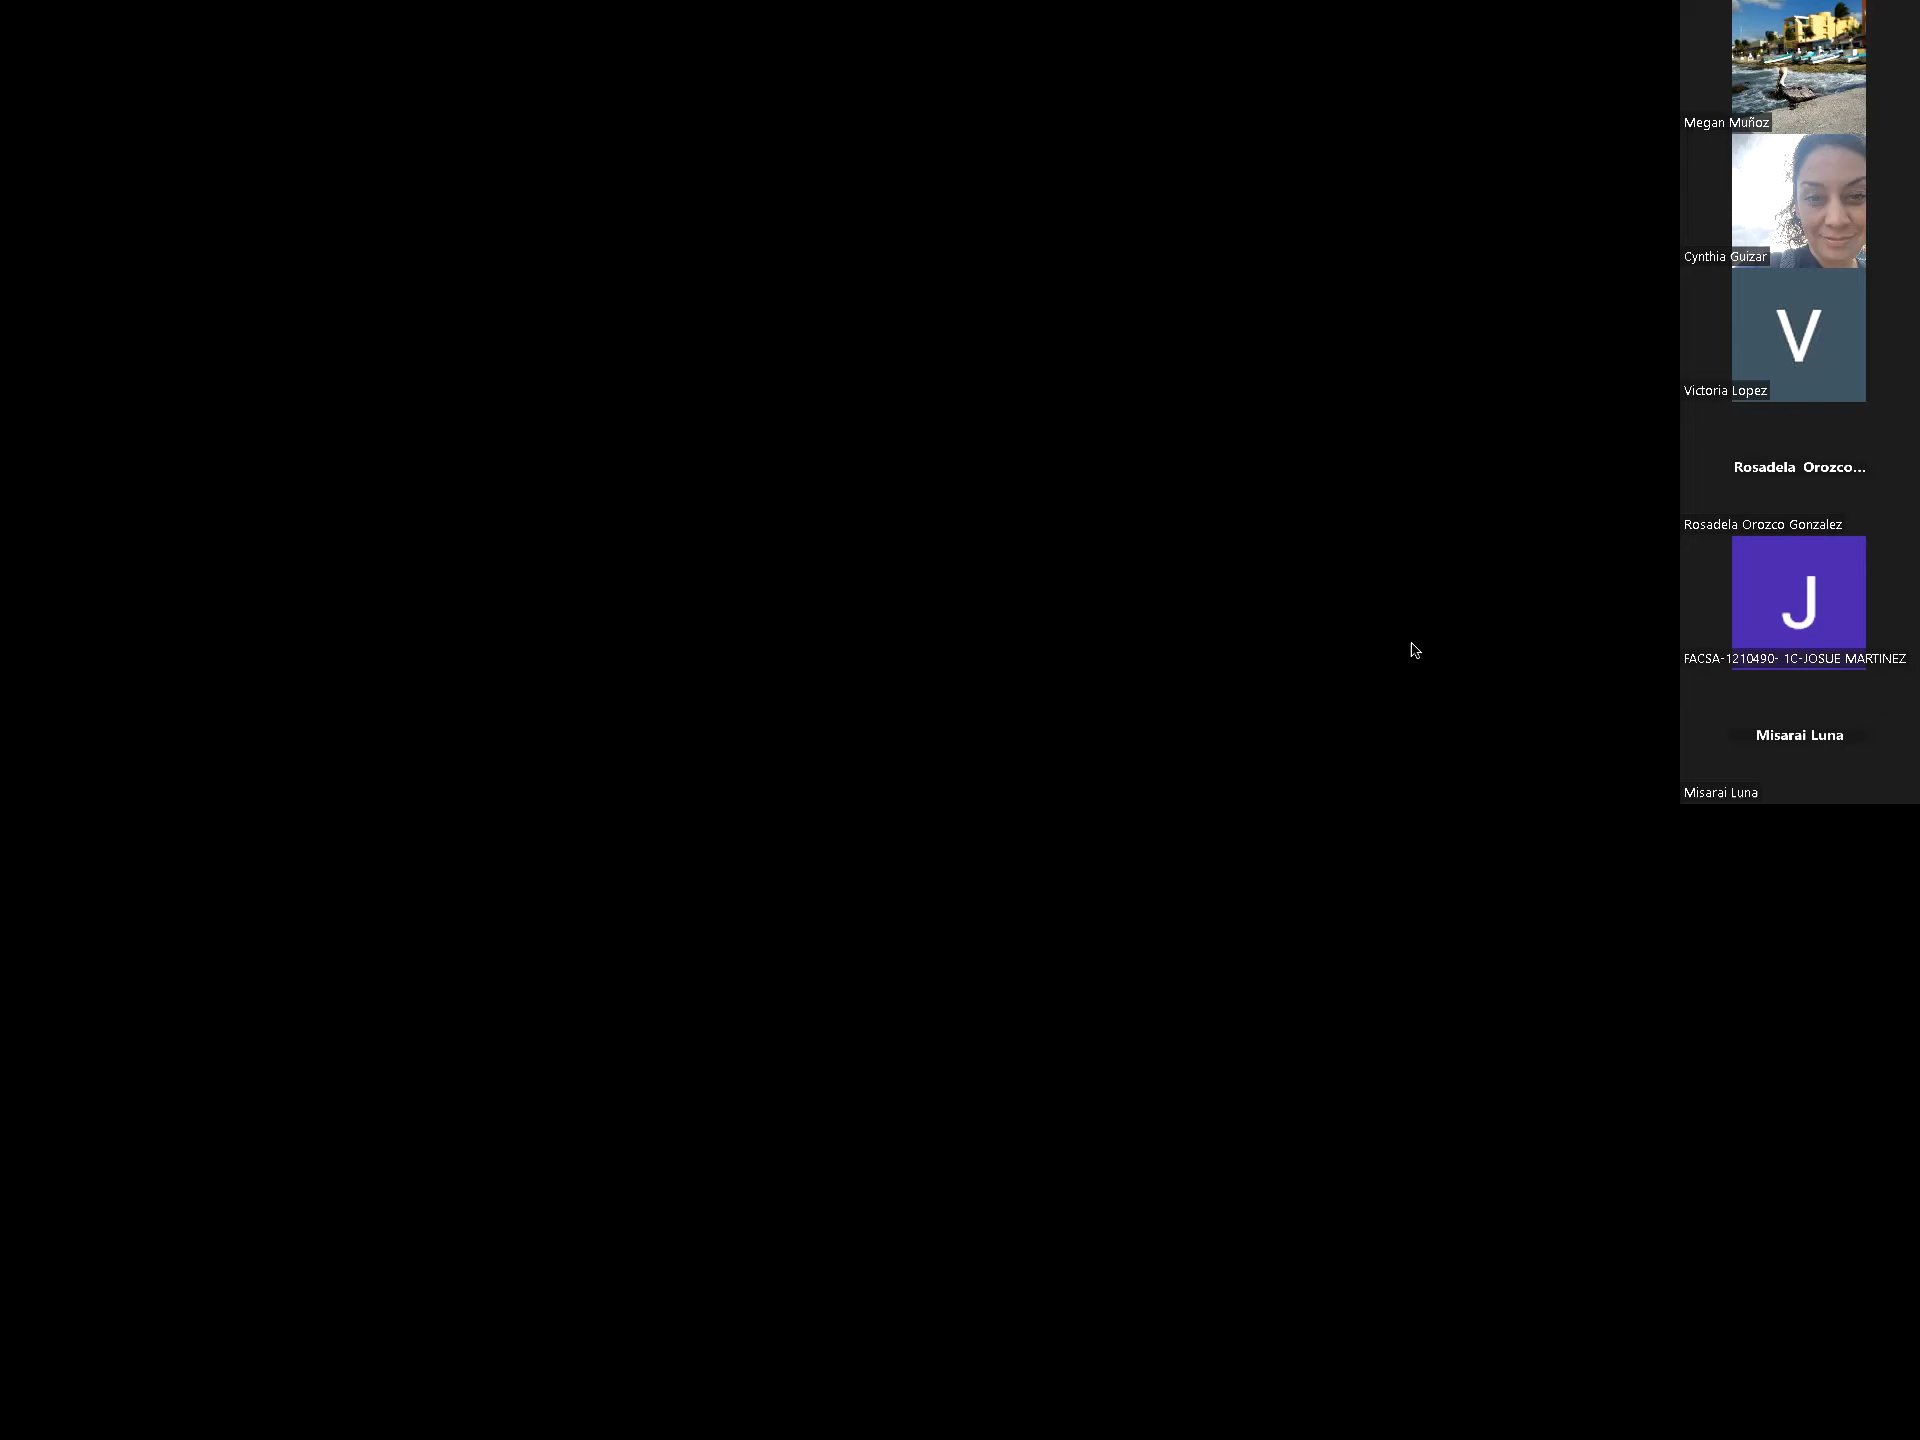 Megan Muñoz
Cynthia Guizar
V
Victoria Lopez
Rosadela Orozco...
Rosadela Orozco Gonzalez
J
FACSA-1210490- 1C-JOSUE MARTINEZ
Misarai Luna
Misarai Luna